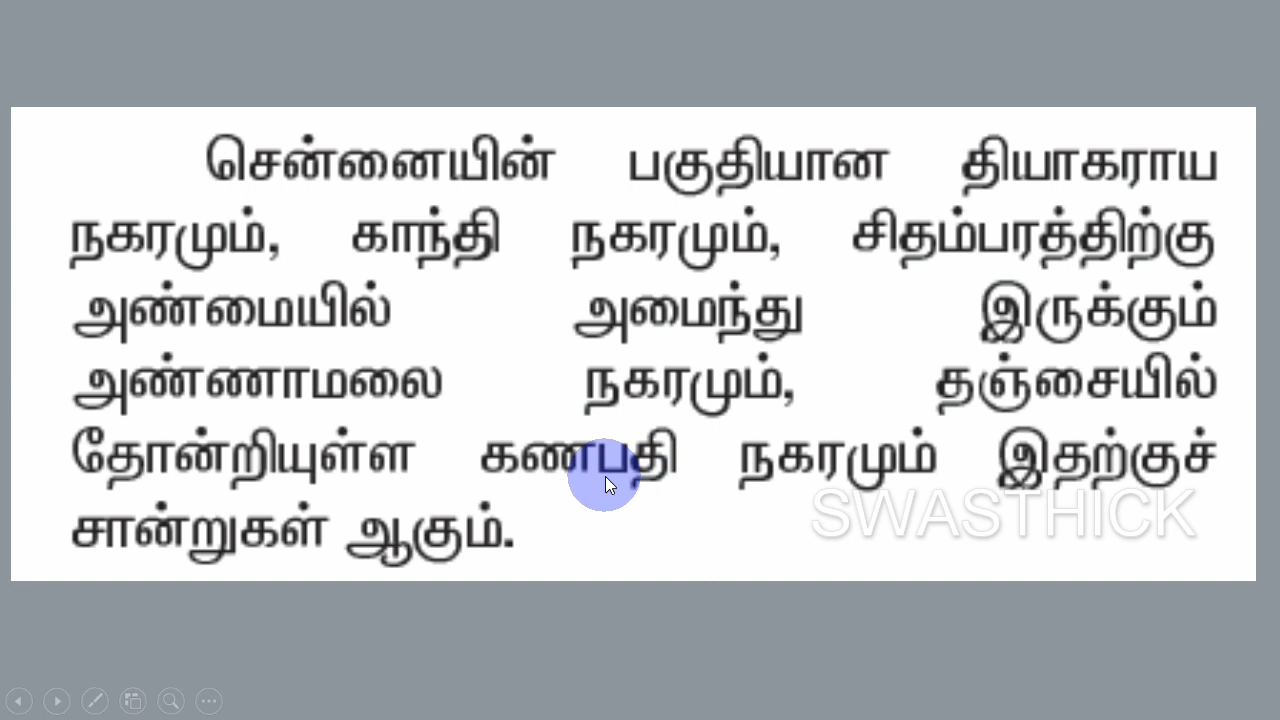 சென்னையின் பகுதியான தியாகராய
நகரமும், காந்தி நகரமும், சிதம்பரத்திற்கு
அண்மையில் அமைந்து இருக்கும்
அண்ணாமலை நகரமும், தஞ்சையில்
தோன்றியுள்ள கணபதி நகரமும் இதற்குச்
சான்றுகள் ஆகும்.
SWASTHICK